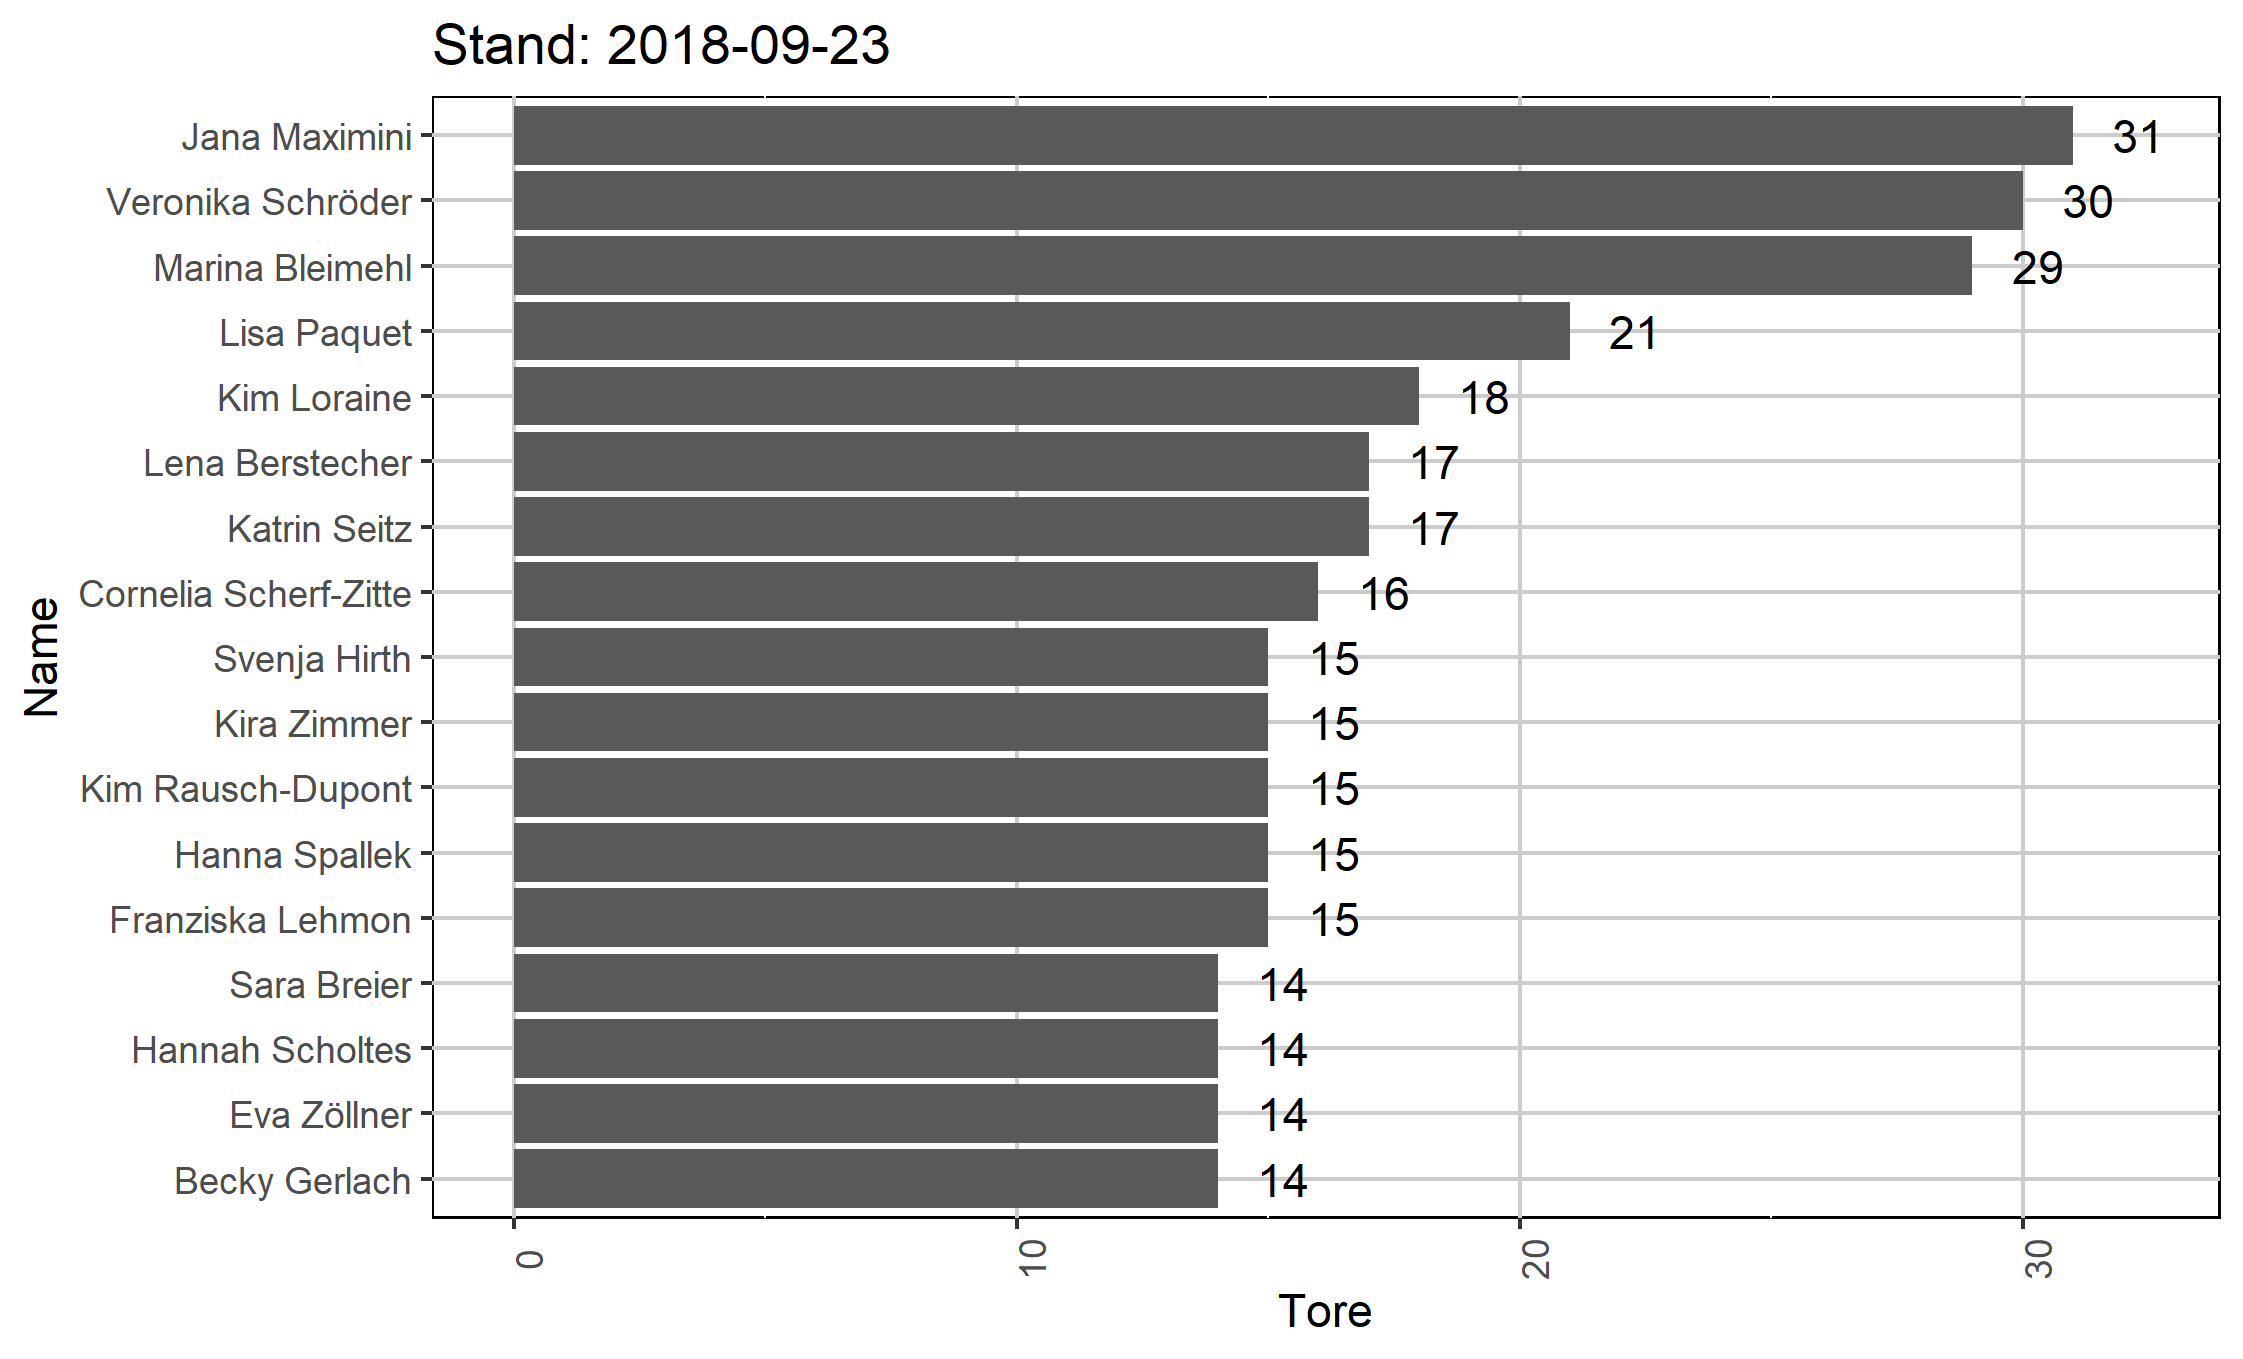 Stand: 2018-09-23
Name
Jana Maximini 31
Veronika Schröder 30
Marina Bleimehl 29
Lisa Paquet 21
Kim Loraine 18
Lena Berstecher 17
Katrin Seitz 17
Cornelia Scherf-Zitte 16
Svenja Hirth 15
Kira Zimmer 15
Kim Rausch-Dupont 15
Hanna Spallek 15
Franziska Lehmon 15
Sara Breier 14
Hannah Scholtes 14
Eva Zöllner 14
Becky Gerlach 14
0 10 20 30
Tore